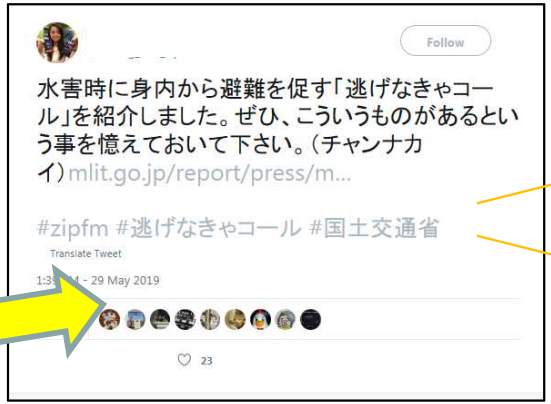 Follow
水害時に身内から避難を促す「逃げなきゃコー
ル」を紹介しました。ぜひ、こういうものがあるとい
う事を憶えておいて下さい。（チャンナカ
イ）mlit.go.jp/report/press/m...
#zipfm #逃げなきゃコール #国土交通省
Translate Tweet
- 29 May 2019
23